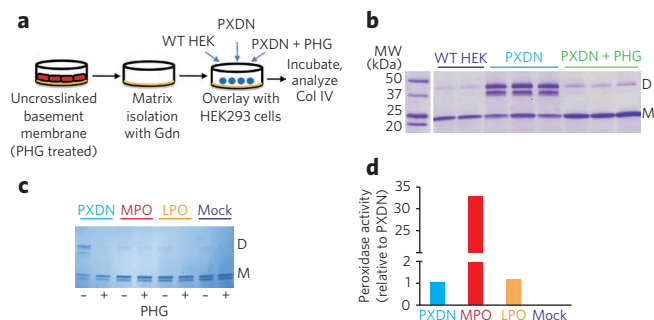 a
WT HEK
PXDN
PXDN + PHG
Incubate,
analyze
Col IV
Uncrosslinked
basement
membrane
(PHG treated)
Matrix
isolation
with Gdn
Overlay with
HEK293 cells
b
MW
(kDa)
WT HEK
PXDN
PXDN + PHG
50
37
25
20
D
M
c
PXDN MPO LPO Mock
D
M
– + – + – + – +
PHG
d
Peroxidase activity
(relative to PXDN)
35
25
15
2
1
0
PXDN MPO LPO Mock